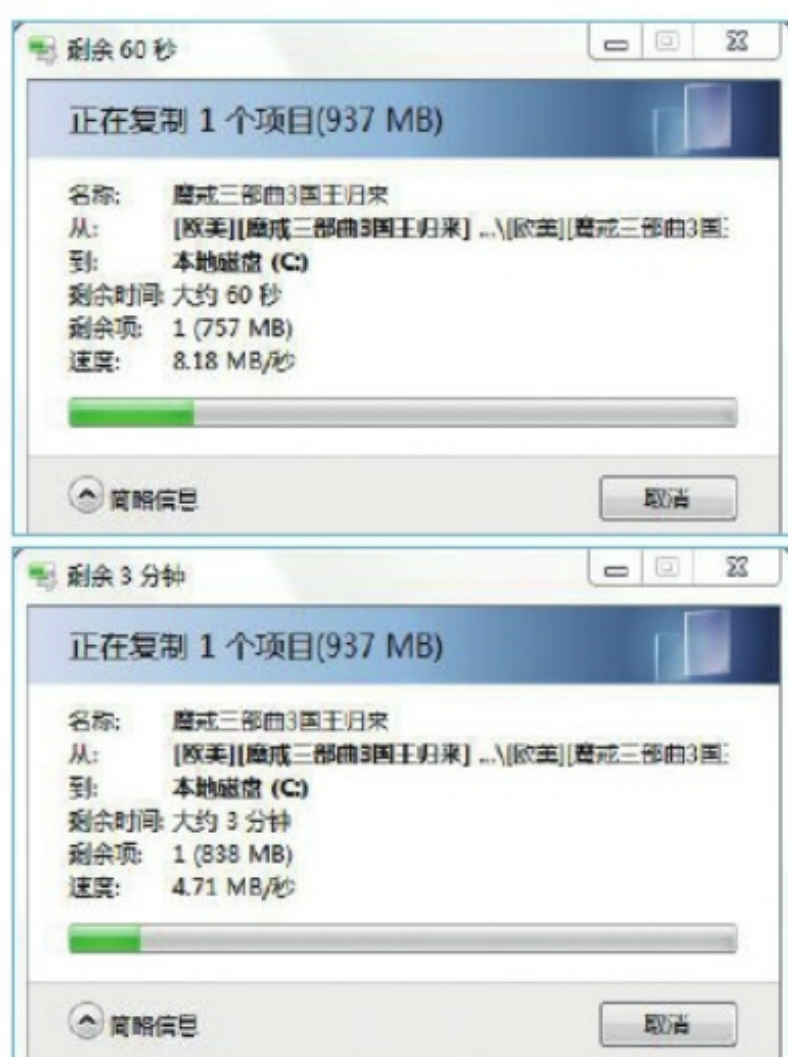 剩余 60 秒
正在复制 1 个项目(937 MB)
名称: 魔戒三部曲3国王归来
从: [欧美][魔戒三部曲3国王归来] ...\[欧美][魔戒三部曲3国王
到: 本地磁盘 (C:)
剩余时间: 大约 60 秒
剩余项: 1 (757 MB)
速度: 8.18 MB/秒
简略信息
取消
剩余 3 分钟
正在复制 1 个项目(937 MB)
名称: 魔戒三部曲3国王归来
从: [欧美][魔戒三部曲3国王归来] ...\[欧美][魔戒三部曲3国王
到: 本地磁盘 (C:)
剩余时间: 大约 3 分钟
剩余项: 1 (838 MB)
速度: 4.71 MB/秒
简略信息
取消